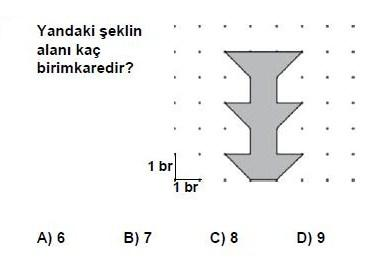 Yandaki şeklin
alanı kaç
birimkaredir?
1 br
1 br
A) 6 B) 7 C) 8 D) 9